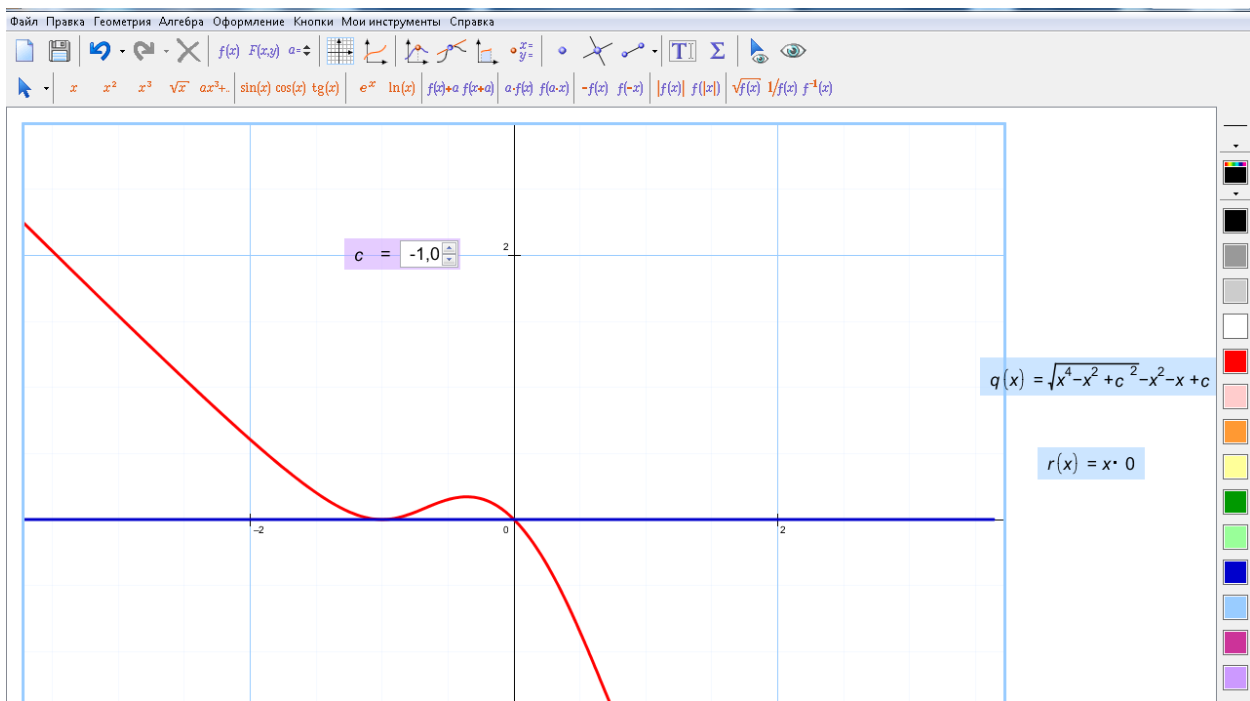 Файл Правка Геометрия Алгебра Оформление Кнопки Мои инструменты Справка
f(x) F(x,y) a= x= y= T Σ
x x² x³ √x ax³+.. sin(x) cos(x) tg(x) eˣ ln(x) f(x)+a f(x+a) a·f(x) f(a·x) -f(x) f(-x) |f(x)| f(|x|) √f(x) 1/f(x) f⁻¹(x)
c = -1,0
2
q(x) = √(x⁴−x²+c²)−x²−x+c
r(x) = x· 0
−2 0 2